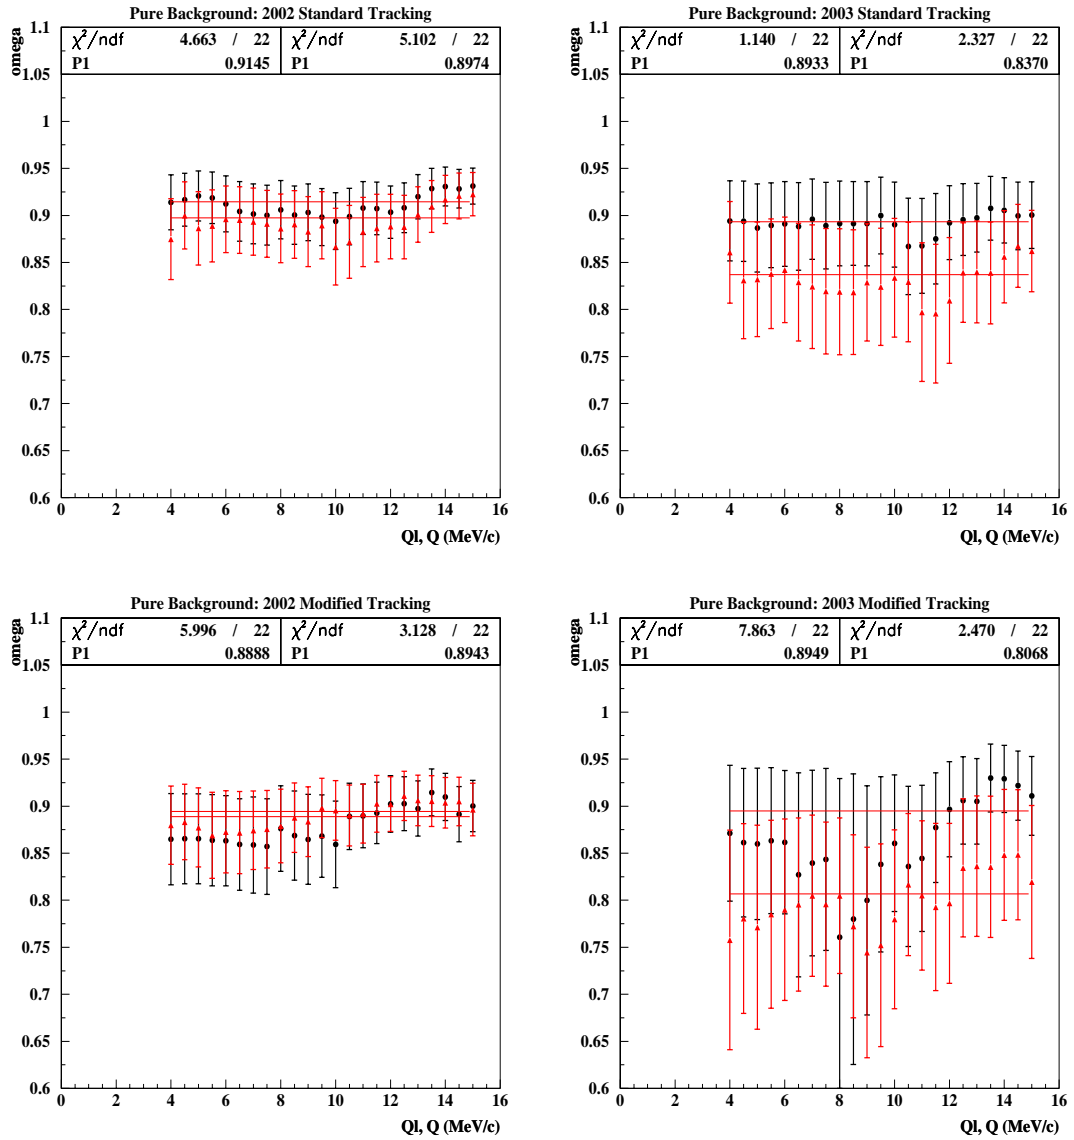 Pure Background: 2002 Standard Tracking
χ²/ndf 4.663 / 22 5.102 / 22
P1 0.9145 P1 0.8974
omega
1.1
1.05
1
0.95
0.9
0.85
0.8
0.75
0.7
0.65
0.6
0 2 4 6 8 10 12 14 16
Ql, Q (MeV/c)
Pure Background: 2003 Standard Tracking
χ²/ndf 1.140 / 22 2.327 / 22
P1 0.8933 P1 0.8370
omega
1.1
1.05
1
0.95
0.9
0.85
0.8
0.75
0.7
0.65
0.6
0 2 4 6 8 10 12 14 16
Ql, Q (MeV/c)
Pure Background: 2002 Modified Tracking
χ²/ndf 5.996 / 22 3.128 / 22
P1 0.8888 P1 0.8943
omega
1.1
1.05
1
0.95
0.9
0.85
0.8
0.75
0.7
0.65
0.6
0 2 4 6 8 10 12 14 16
Ql, Q (MeV/c)
Pure Background: 2003 Modified Tracking
χ²/ndf 7.863 / 22 2.470 / 22
P1 0.8949 P1 0.8068
omega
1.1
1.05
1
0.95
0.9
0.85
0.8
0.75
0.7
0.65
0.6
0 2 4 6 8 10 12 14 16
Ql, Q (MeV/c)